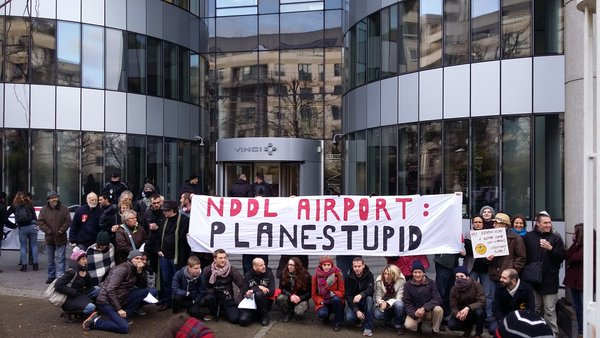 VINCI
NDDL AIRPORT :
PLANE-STUPID